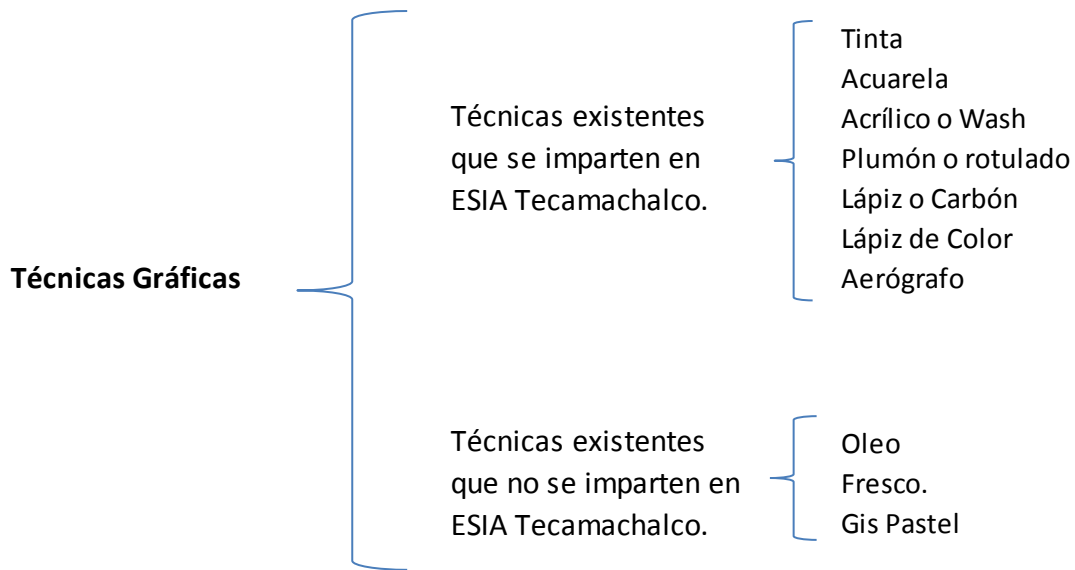 Técnicas Gráficas
Técnicas existentes
que se imparten en
ESIA Tecamachalco.
Tinta
Acuarela
Acrílico o Wash
Plumón o rotulado
Lápiz o Carbón
Lápiz de Color
Aerógrafo
Técnicas existentes
que no se imparten en
ESIA Tecamachalco.
Oleo
Fresco.
Gis Pastel